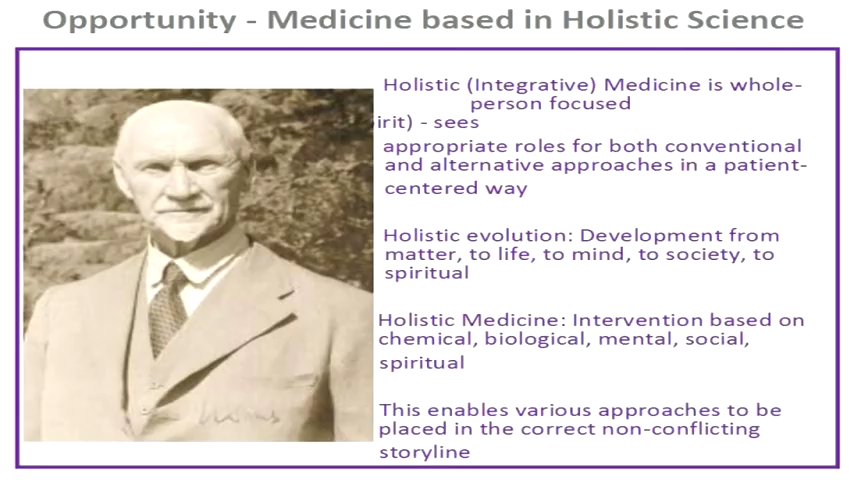 Opportunity - Medicine based in Holistic Science
Holistic (Integrative) Medicine is whole-
person focused
irit) - sees
appropriate roles for both conventional
and alternative approaches in a patient-
centered way
Holistic evolution: Development from
matter, to life, to mind, to society, to
spiritual
Holistic Medicine: Intervention based on
chemical, biological, mental, social,
spiritual
This enables various approaches to be
placed in the correct non-conflicting
storyline